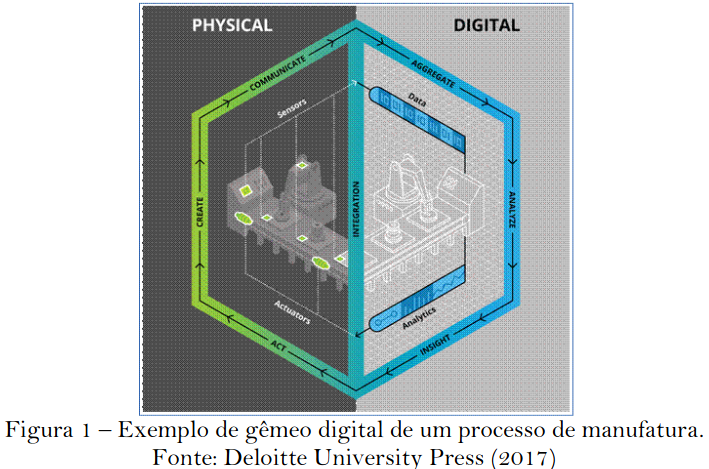 PHYSICAL
DIGITAL
COMMUNICATE
AGGREGATE
Sensors
Data
CREATE
INTEGRATION
ANALYZE
Actuators
Analytics
ACT
INSIGHT
Figura 1 – Exemplo de gêmeo digital de um processo de manufatura.
Fonte: Deloitte University Press (2017)